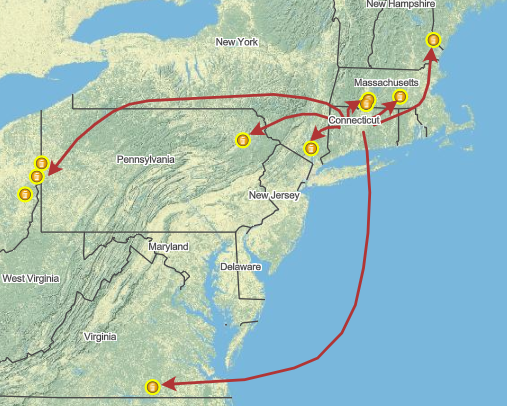 New Hampshire
New York
Massachusetts
Connecticut
Pennsylvania
New Jersey
Maryland
Delaware
West Virginia
Virginia